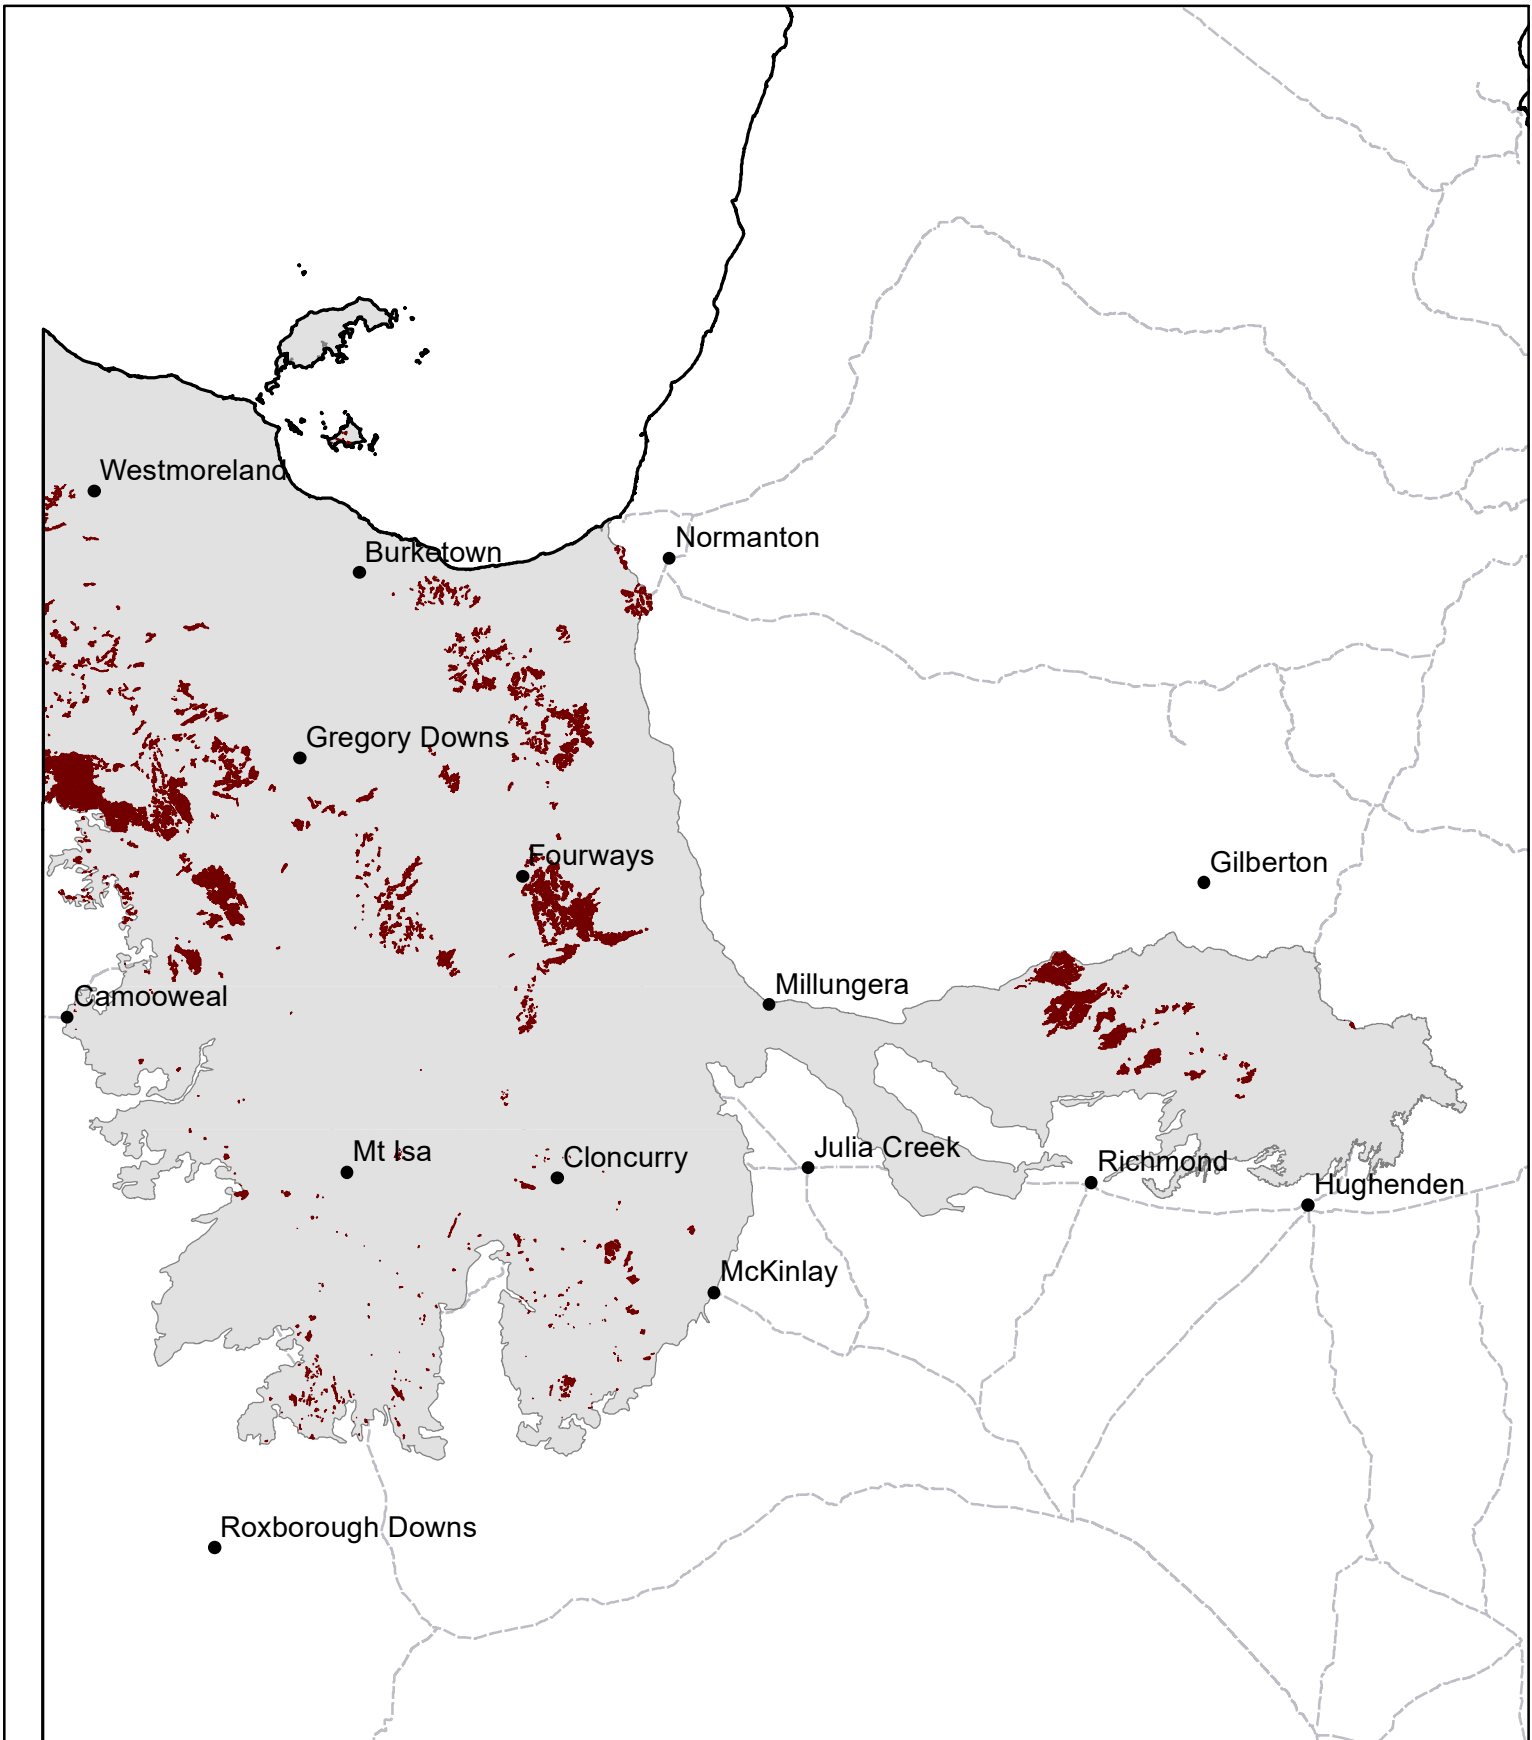 Westmoreland
Normanton
Burketown
Gregory Downs
Fourways
Gilberton
Millungera
Camooweal
Julia Creek
Mt Isa
Cloncurry
Richmond
Hughenden
McKinlay
Roxborough Downs